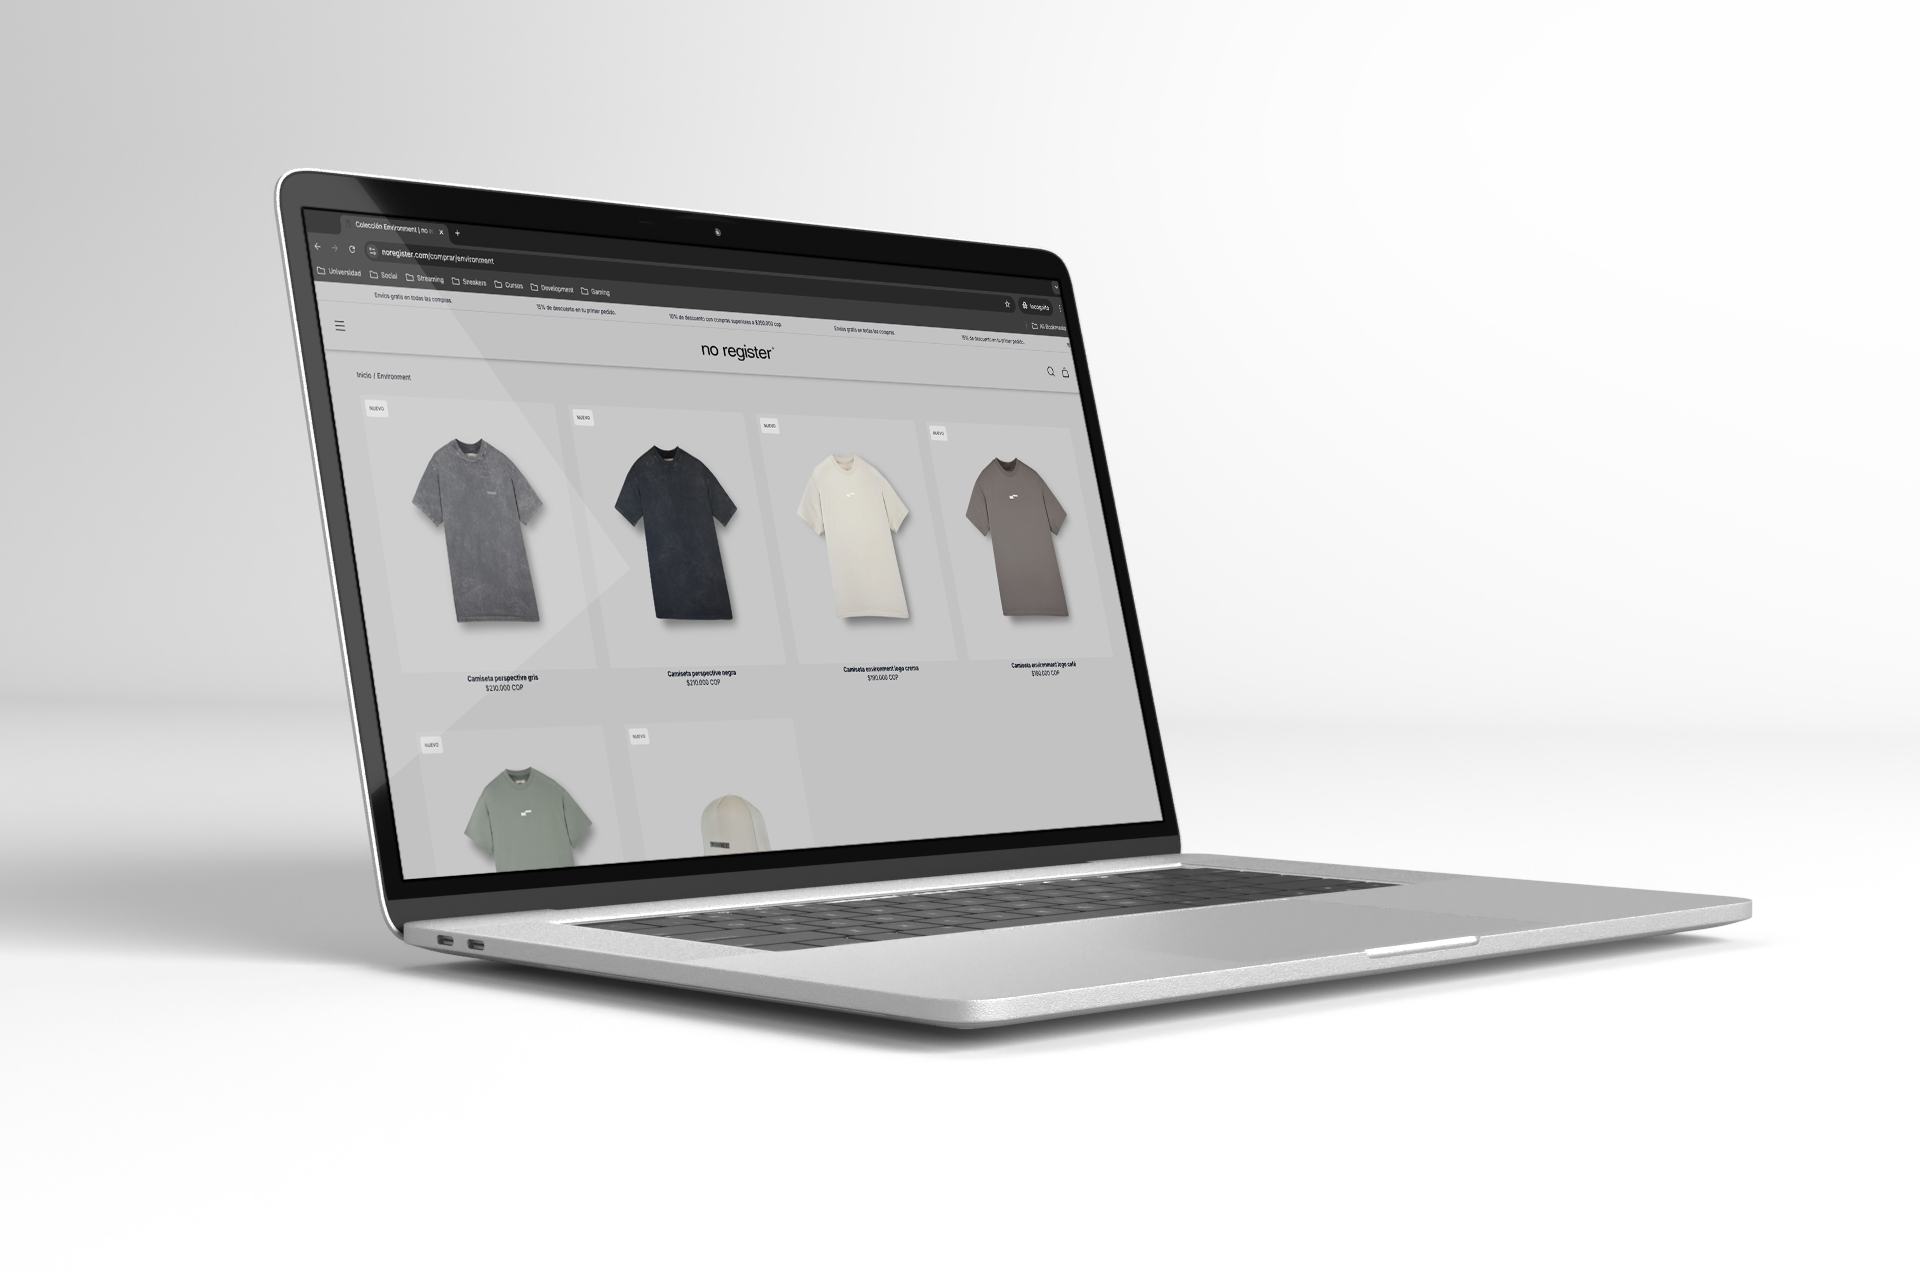 Colección Environment | no
noregister.com/comprar/environment
Universidad Social Streaming Sneakers Cursos Development Gaming
Incognito
All Bookmarks
Envíos gratis en todas las compras.
15% de descuento en tu primer pedido.
10% de descuento con compras superiores a $350.000 cop.
Envíos gratis en todas las compras.
15% de descuento en tu primer pedido.
no register
Inicio / Environment
NUEVO
NUEVO
NUEVO
NUEVO
Camiseta perspective gris
$210.000 COP
Camiseta perspective negra
$210.000 COP
Camiseta environment logo crema
$190.000 COP
Camiseta environment logo café
$190.000 COP
NUEVO
NUEVO